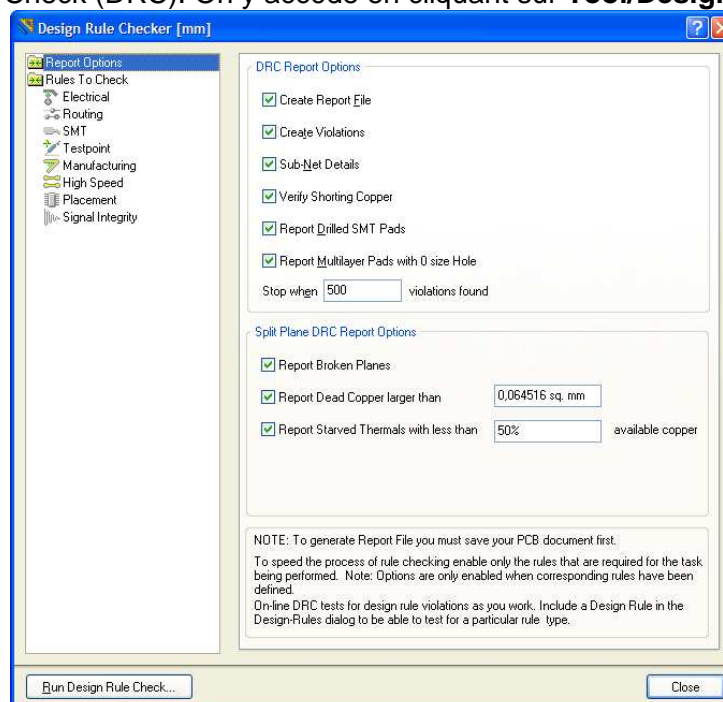 Check (DRC). On y accède en cliquant sur Tool/Desig
Design Rule Checker [mm]
Report Options
Rules To Check
Electrical
Routing
SMT
Testpoint
Manufacturing
High Speed
Placement
Signal Integrity
DRC Report Options
Create Report File
Create Violations
Sub-Net Details
Verify Shorting Copper
Report Drilled SMT Pads
Report Multilayer Pads with 0 size Hole
Stop when 500 violations found
Split Plane DRC Report Options
Report Broken Planes
Report Dead Copper larger than 0,064516 sq. mm
Report Starved Thermals with less than 50% available copper
NOTE: To generate Report File you must save your PCB document first.
To speed the process of rule checking enable only the rules that are required for the task
being performed. Note: Options are only enabled when corresponding rules have been
defined.
On-line DRC tests for design rule violations as you work. Include a Design Rule in the
Design-Rules dialog to be able to test for a particular rule type.
Run Design Rule Check...
Close